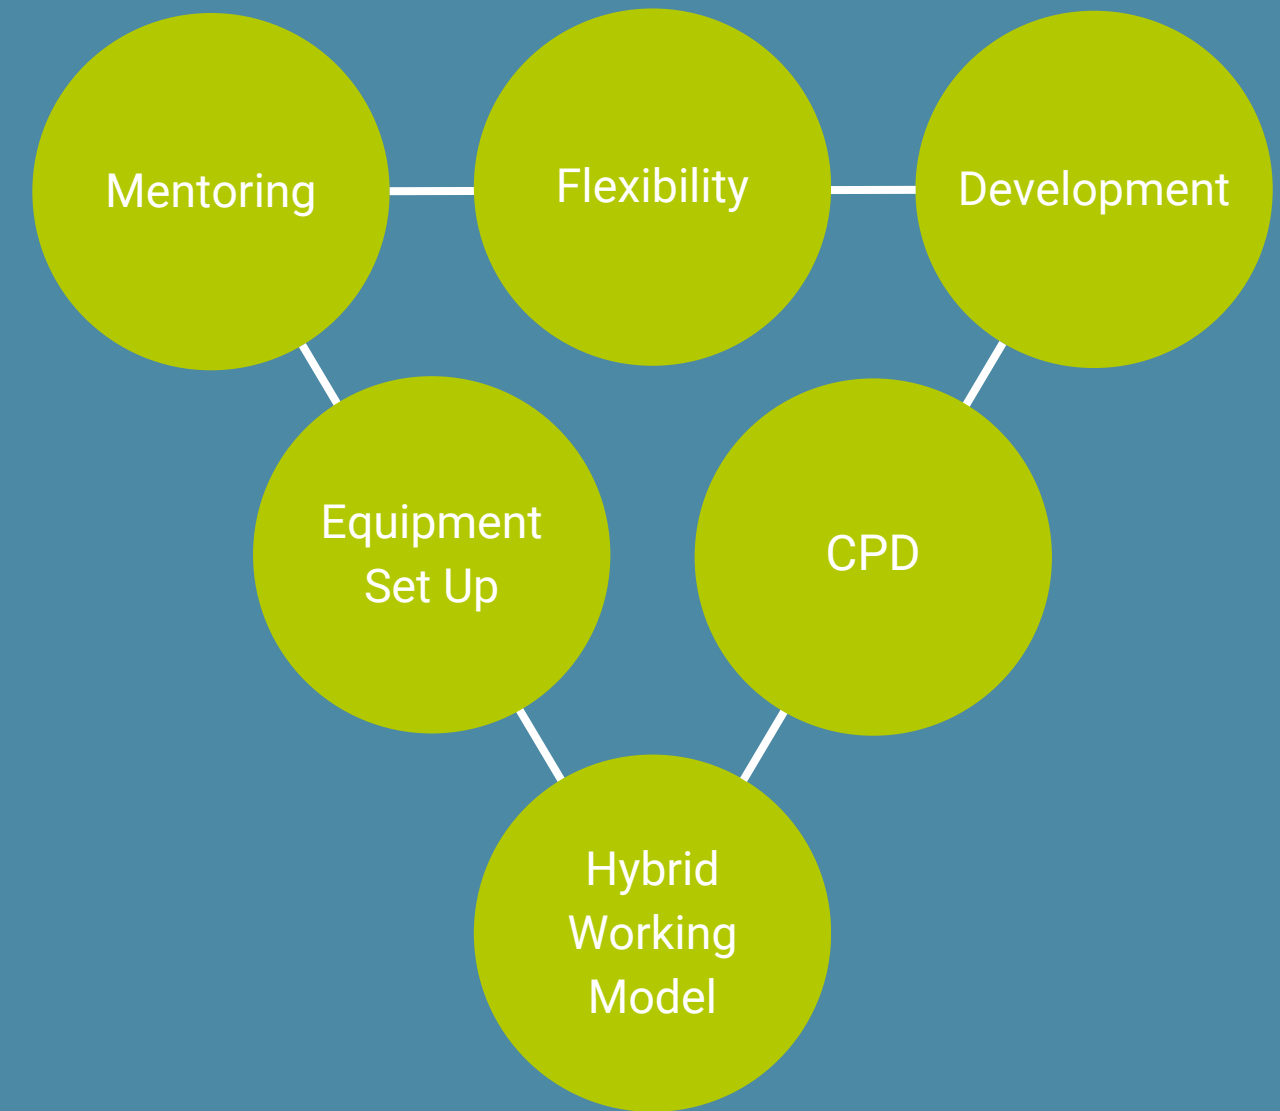 Mentoring
Flexibility
Development
Equipment
Set Up
CPD
Hybrid
Working
Model